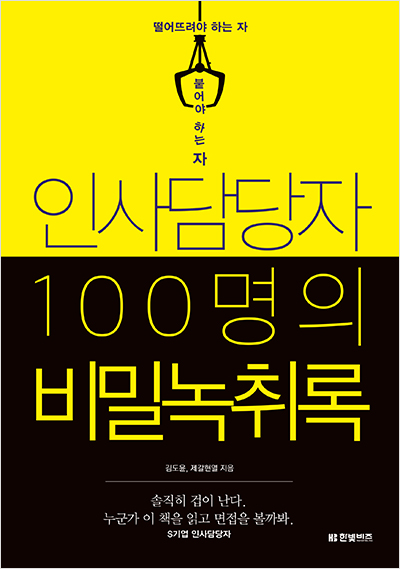 떨어뜨려야 하는 자
붙어야 하는 자
인사담당자
100명의
비밀녹취록
김도윤, 제갈현열 지음
솔직히 겁이 난다.
누군가 이 책을 읽고 면접을 볼까봐.
S기업 인사담당자
HB 한빛비즈